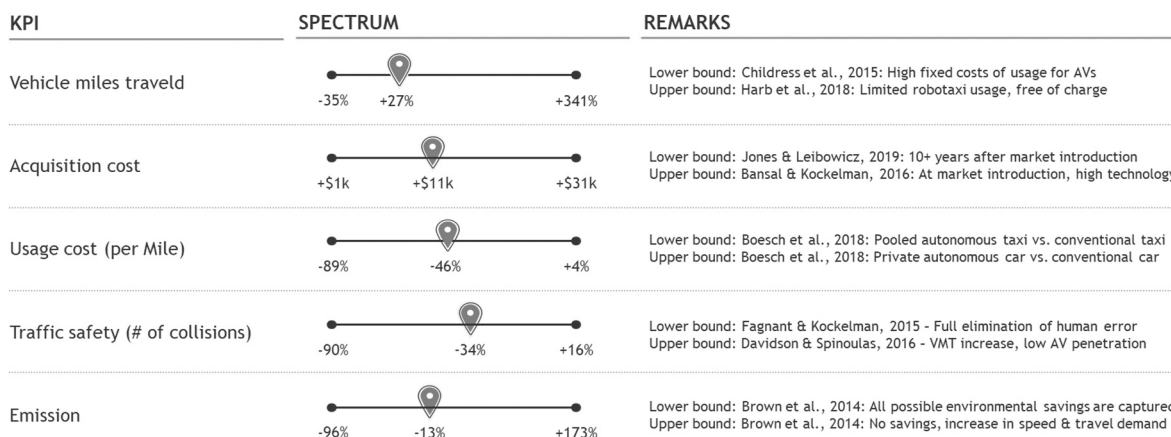 KPI SPECTRUM REMARKS
Vehicle miles traveld
-35% +27% +341%
Lower bound: Childress et al., 2015: High fixed costs of usage for AVs
Upper bound: Harb et al., 2018: Limited robotaxi usage, free of charge
Acquisition cost
+$1k +$11k +$31k
Lower bound: Jones & Leibowicz, 2019: 10+ years after market introduction
Upper bound: Bansal & Kockelman, 2016: At market introduction, high technology
Usage cost (per Mile)
-89% -46% +4%
Lower bound: Boesch et al., 2018: Pooled autonomous taxi vs. conventional taxi
Upper bound: Boesch et al., 2018: Private autonomous car vs. conventional car
Traffic safety (# of collisions)
-90% -34% +16%
Lower bound: Fagnant & Kockelman, 2015 – Full elimination of human error
Upper bound: Davidson & Spinoulas, 2016 – VMT increase, low AV penetration
Emission
-96% -13% +173%
Lower bound: Brown et al., 2014: All possible environmental savings are captured
Upper bound: Brown et al., 2014: No savings, increase in speed & travel demand